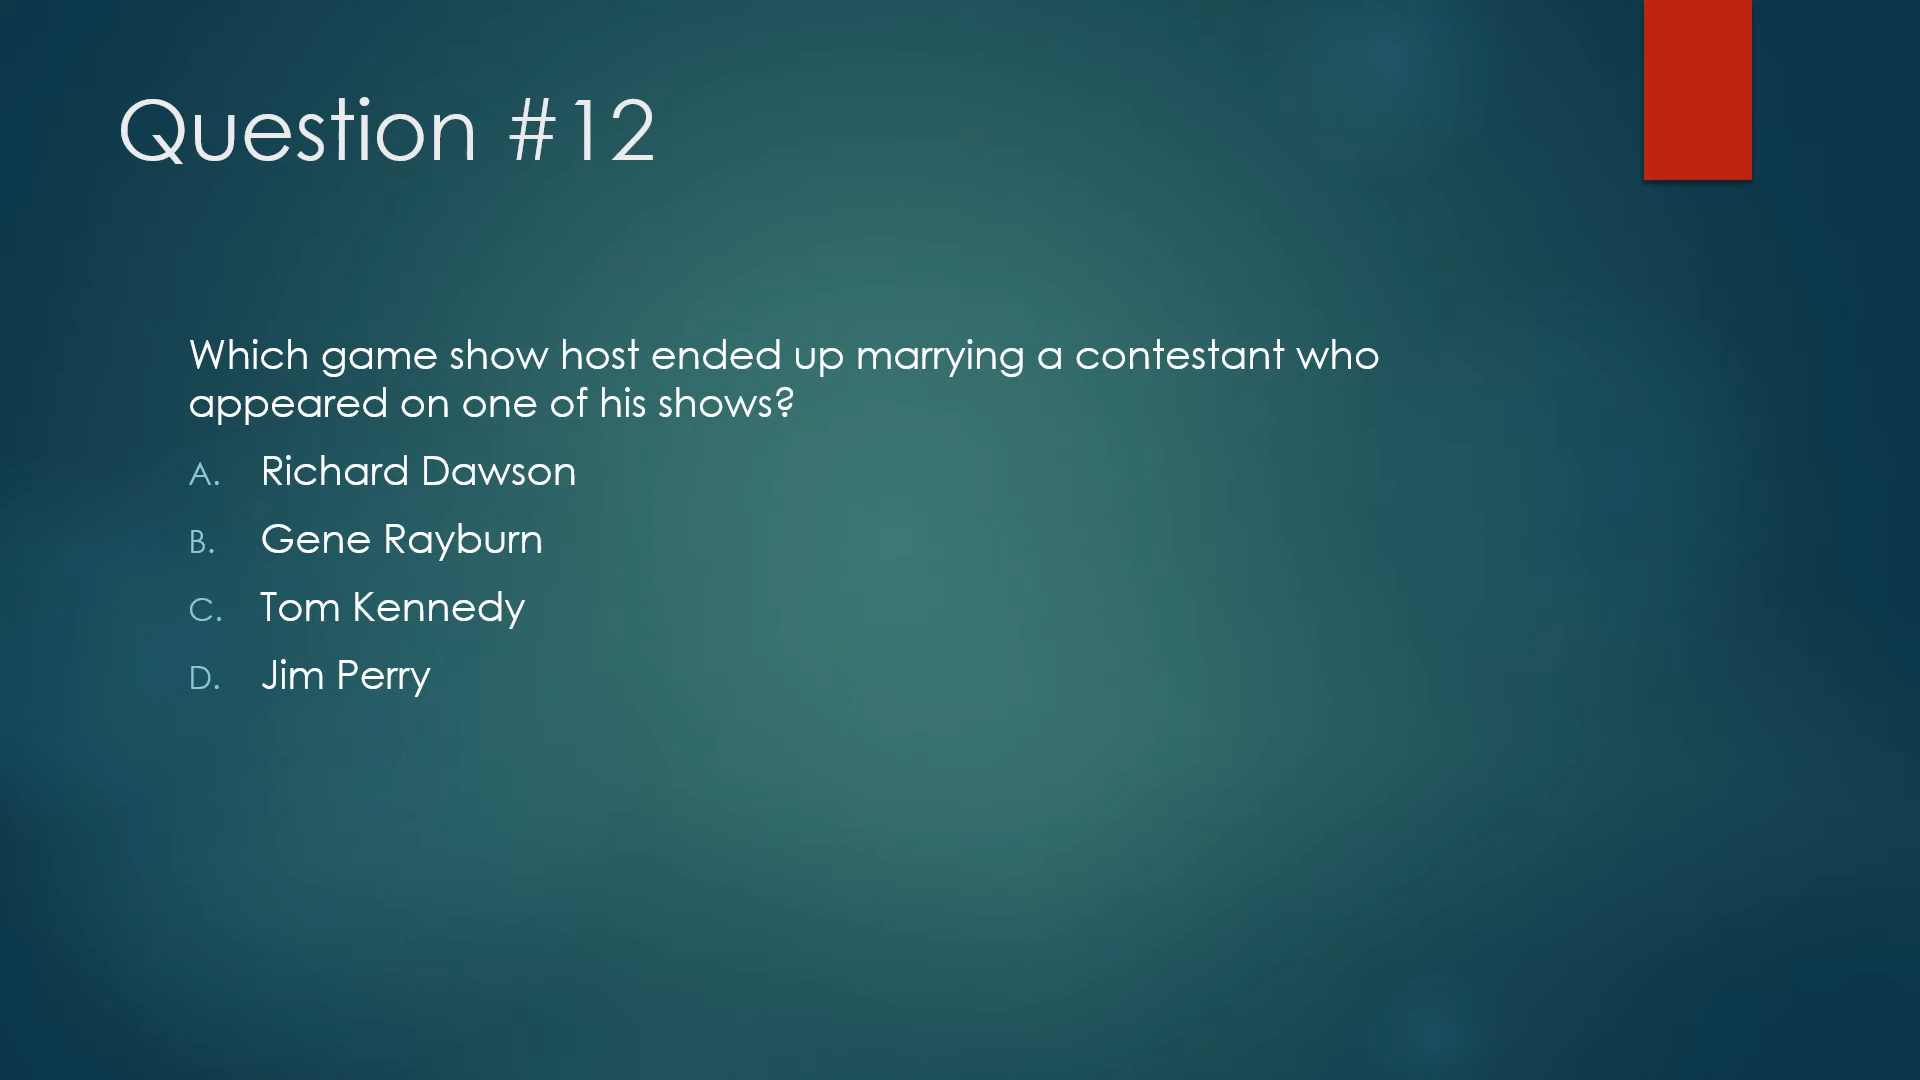 Question #12
Which game show host ended up marrying a contestant who
appeared on one of his shows?
A. Richard Dawson
B. Gene Rayburn
C. Tom Kennedy
D. Jim Perry